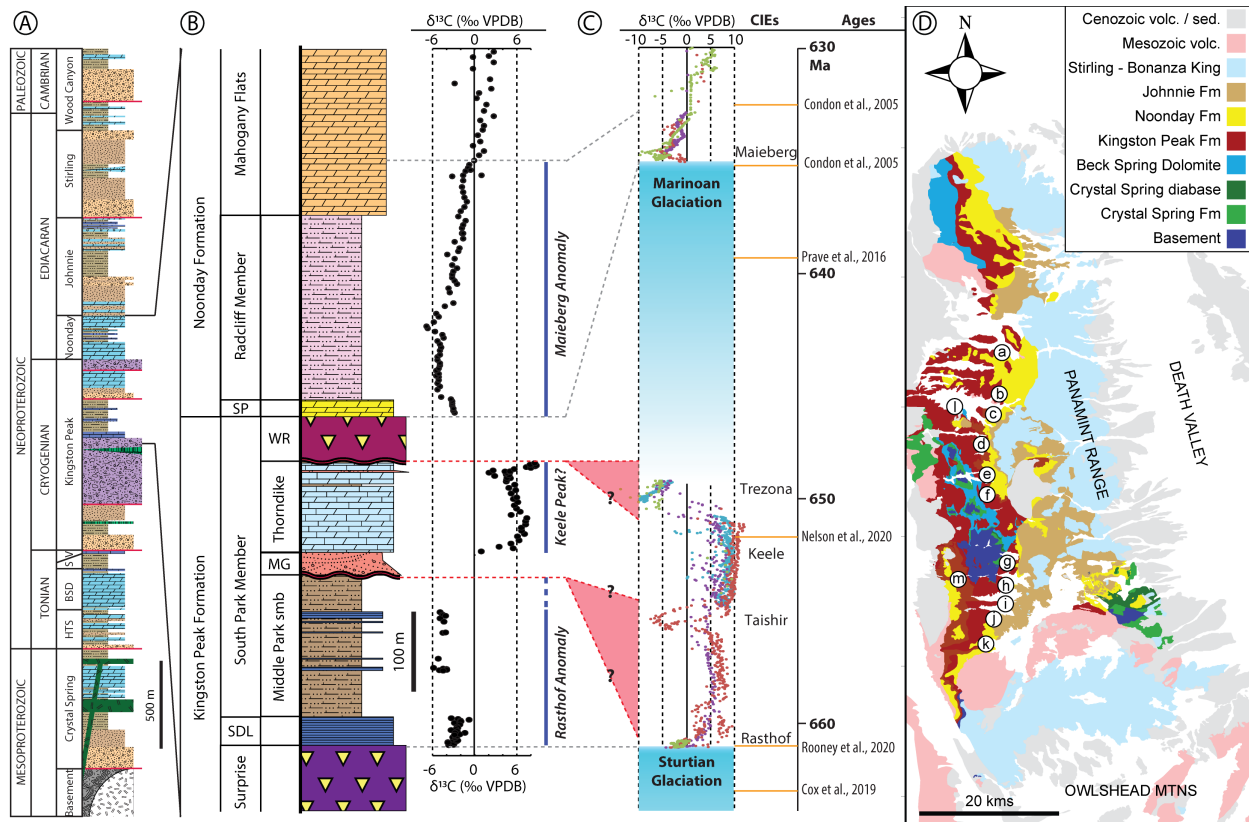 A
PALEOZOIC
NEOPROTEROZOIC
MESOPROTEROZOIC
CAMBRIAN
EDIACARAN
CRYOGENIAN
TONIAN
Wood Canyon
Stirling
Johnnie
Noonday
Kingston Peak
SV
BSD
HTS
Crystal Spring
Basement
500 m
B
δ¹³C (‰ VPDB)
-6 0 6
Noonday Formation
Kingston Peak Formation
Mahogany Flats
Radcliff Member
SP
WR
Thorndike
MG
South Park Member
Middle Park smb
SDL
Surprise
100 m
Maieberg Anomaly
Keele Peak?
Rasthof Anomaly
-6 0 6
δ¹³C (‰ VPDB)
C
δ¹³C (‰ VPDB)
-10 -5 0 5 10
CIEs
Ages
630
Ma
Condon et al., 2005
Maieberg
Condon et al., 2005
Marinoan
Glaciation
Prave et al., 2016
640
?
Trezona
650
Nelson et al., 2020
Keele
?
Taishir
?
660
Rasthof
Rooney et al., 2020
Sturtian
Glaciation
Cox et al., 2019
D
N
Cenozoic volc. / sed.
Mesozoic volc.
Stirling - Bonanza King
Johnnie Fm
Noonday Fm
Kingston Peak Fm
Beck Spring Dolomite
Crystal Spring diabase
Crystal Spring Fm
Basement
a
b
l
c
d
e
f
g
m
h
i
j
k
PANAMINT RANGE
DEATH VALLEY
OWLSHEAD MTNS
20 kms